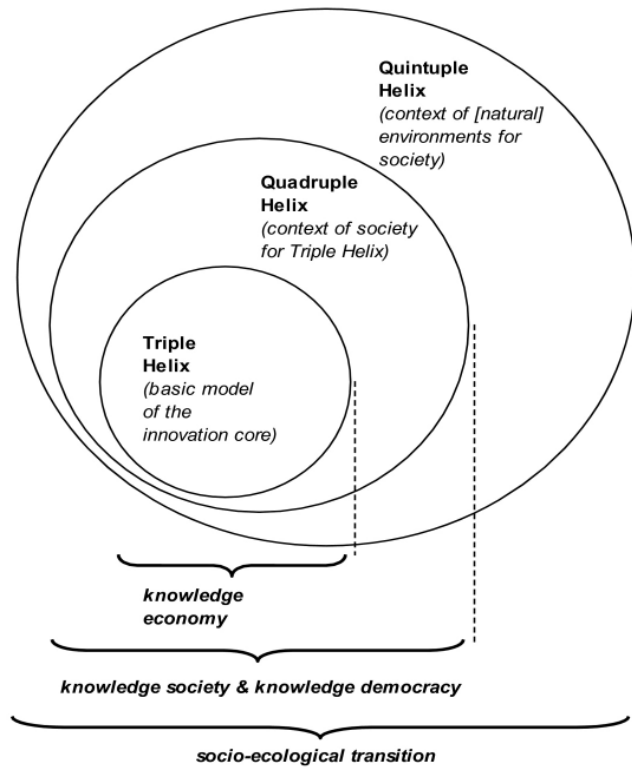 Quintuple
Helix
(context of [natural]
environments for
society)
Quadruple
Helix
(context of society
for Triple Helix)
Triple
Helix
(basic model
of the
innovation core)
knowledge
economy
knowledge society & knowledge democracy
socio-ecological transition